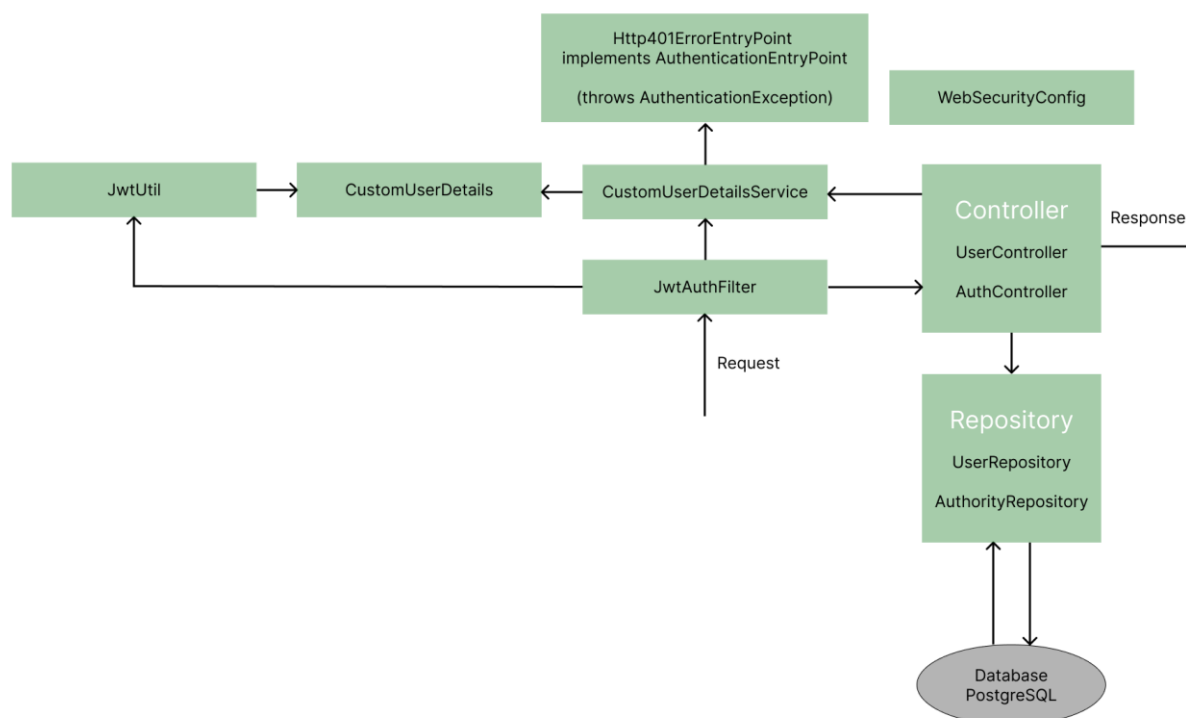 Http401ErrorEntryPoint
implements AuthenticationEntryPoint
(throws AuthenticationException)
WebSecurityConfig
JwtUtil
CustomUserDetails
CustomUserDetailsService
Controller
UserController
AuthController
Response
JwtAuthFilter
Request
Repository
UserRepository
AuthorityRepository
Database
PostgreSQL